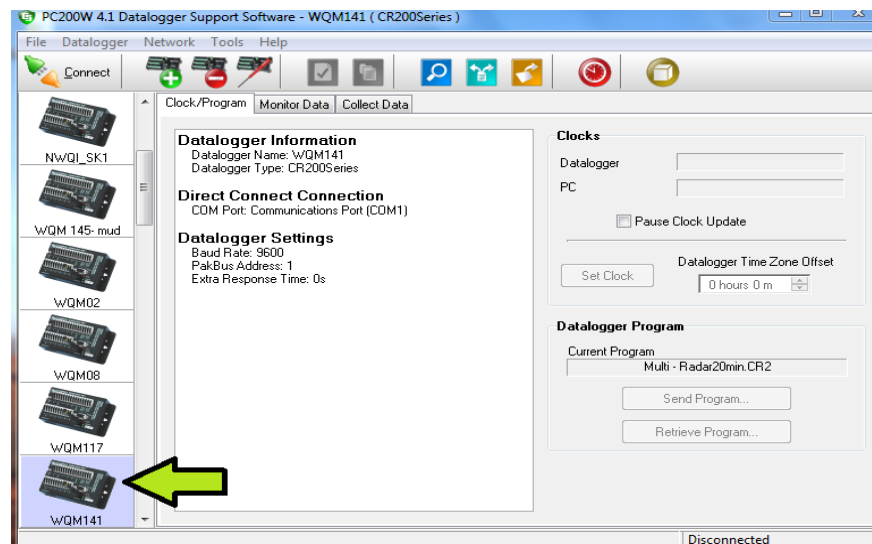 PC200W 4.1 Datalogger Support Software - WQM141 ( CR200Series )
File Datalogger Network Tools Help
Connect
NWQI_SK1
WQM 145- mud
WQM02
WQM08
WQM117
WQM141
Clock/Program Monitor Data Collect Data
Datalogger Information
Datalogger Name: WQM141
Datalogger Type: CR200Series
Direct Connect Connection
COM Port: Communications Port (COM1)
Datalogger Settings
Baud Rate: 9600
PakBus Address: 1
Extra Response Time: 0s
Clocks
Datalogger
PC
Pause Clock Update
Set Clock
Datalogger Time Zone Offset
0 hours 0 m
Datalogger Program
Current Program
Multi - Radar20min.CR2
Send Program...
Retrieve Program...
Disconnected